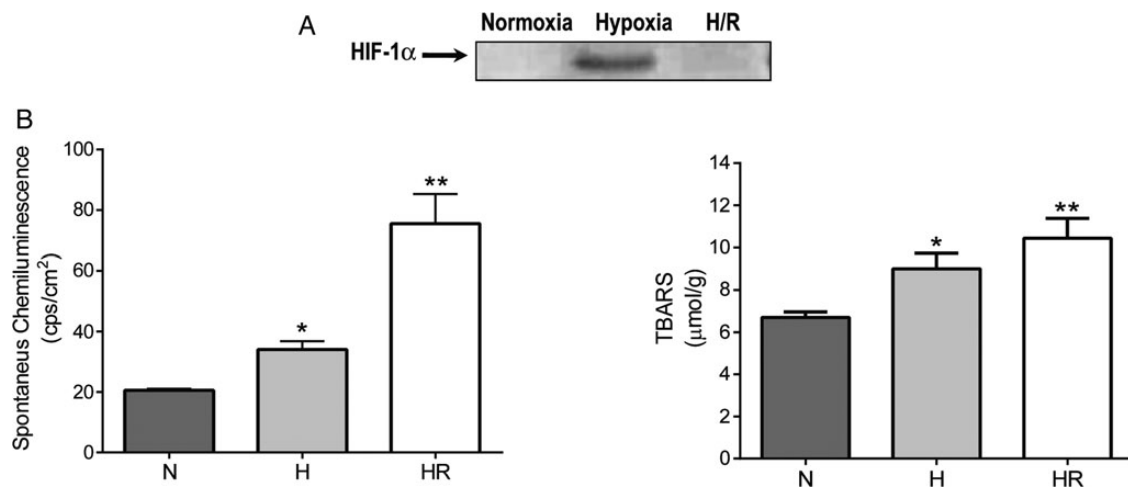 A
Normoxia Hypoxia H/R
HIF-1α
B
Spontaneus Chemiluminescence
(cps/cm²)
100
80
60
40
20
0
*
**
N H HR
TBARS
(μmol/g)
14
12
10
8
6
4
2
0
*
**
N H HR